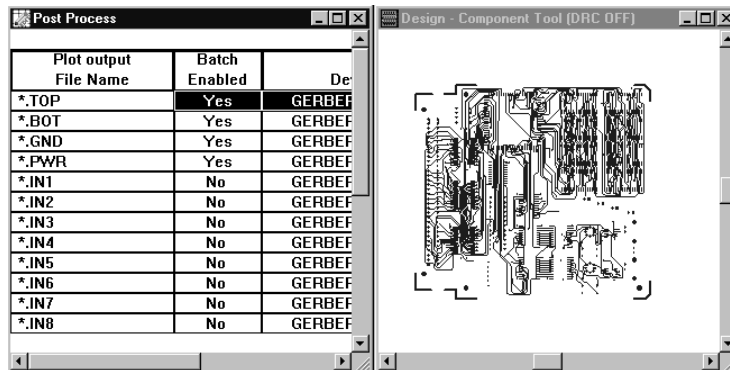 Post Process
Plot output File Name Batch Enabled De
*.TOP Yes GERBER
*.BOT Yes GERBER
*.GND Yes GERBER
*.PWR Yes GERBER
*.IN1 No GERBER
*.IN2 No GERBER
*.IN3 No GERBER
*.IN4 No GERBER
*.IN5 No GERBER
*.IN6 No GERBER
*.IN7 No GERBER
*.IN8 No GERBER
Design - Component Tool (DRC OFF)